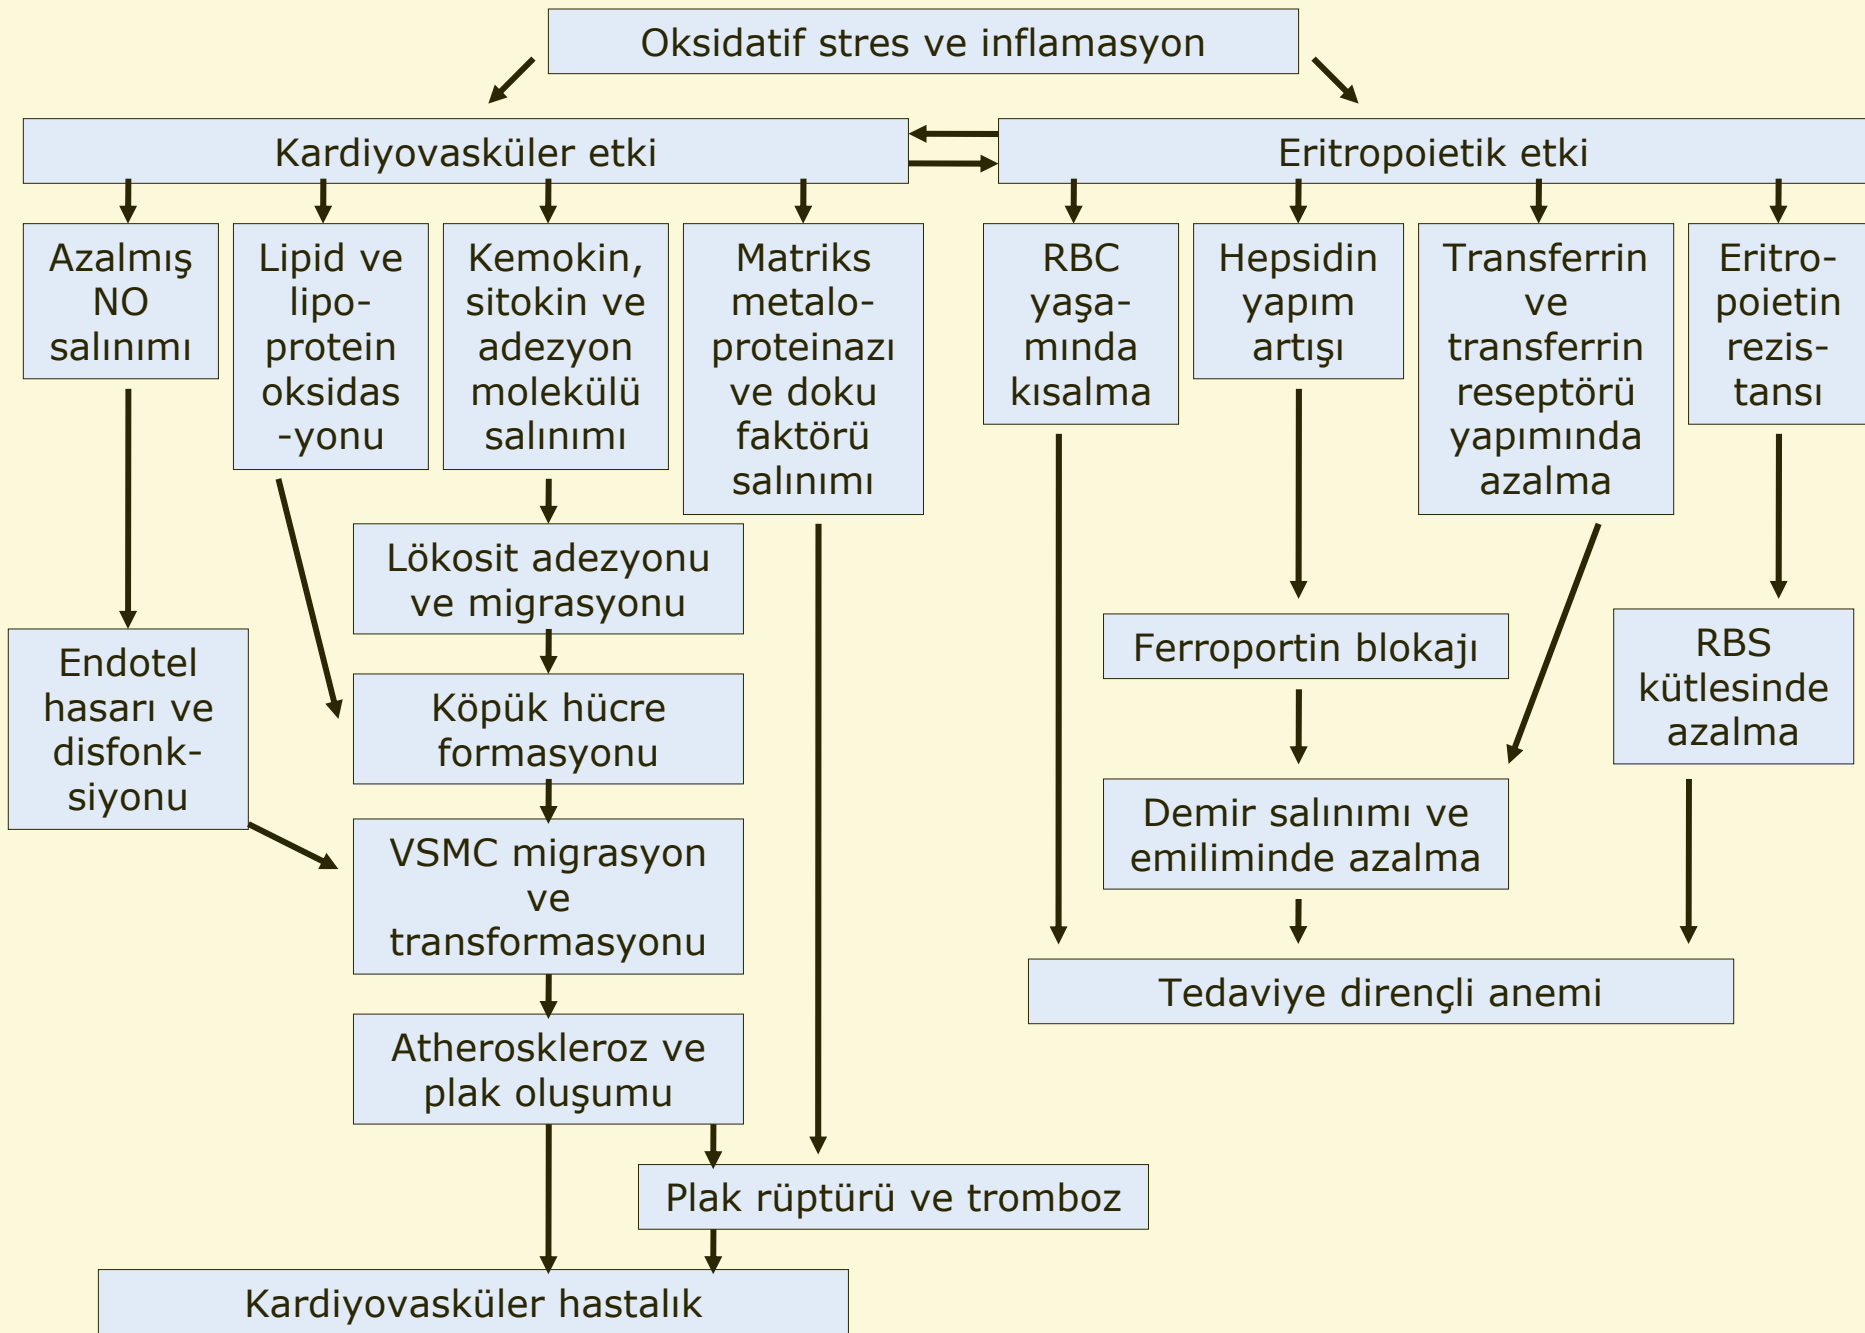 Oksidatif stres ve inflamasyon
Kardiyovasküler etki
Eritropoietik etki
Azalmış
NO
salınımı
Lipid ve
lipo-
protein
oksidas
-yonu
Kemokin,
sitokin ve
adezyon
molekülü
salınımı
Matriks
metalo-
proteinazı
ve doku
faktörü
salınımı
RBC
yaşa-
mında
kısalma
Hepsidin
yapım
artışı
Transferrin
ve
transferrin
reseptörü
yapımında
azalma
Eritro-
poietin
rezis-
tansı
Lökosit adezyonu
ve migrasyonu
Endotel
hasarı ve
disfonk-
siyonu
Köpük hücre
formasyonu
Ferroportin blokajı
RBS
kütlesinde
azalma
VSMC migrasyon
ve
transformasyonu
Demir salınımı ve
emiliminde azalma
Tedaviye dirençli anemi
Atheroskleroz ve
plak oluşumu
Plak rüptürü ve tromboz
Kardiyovasküler hastalık